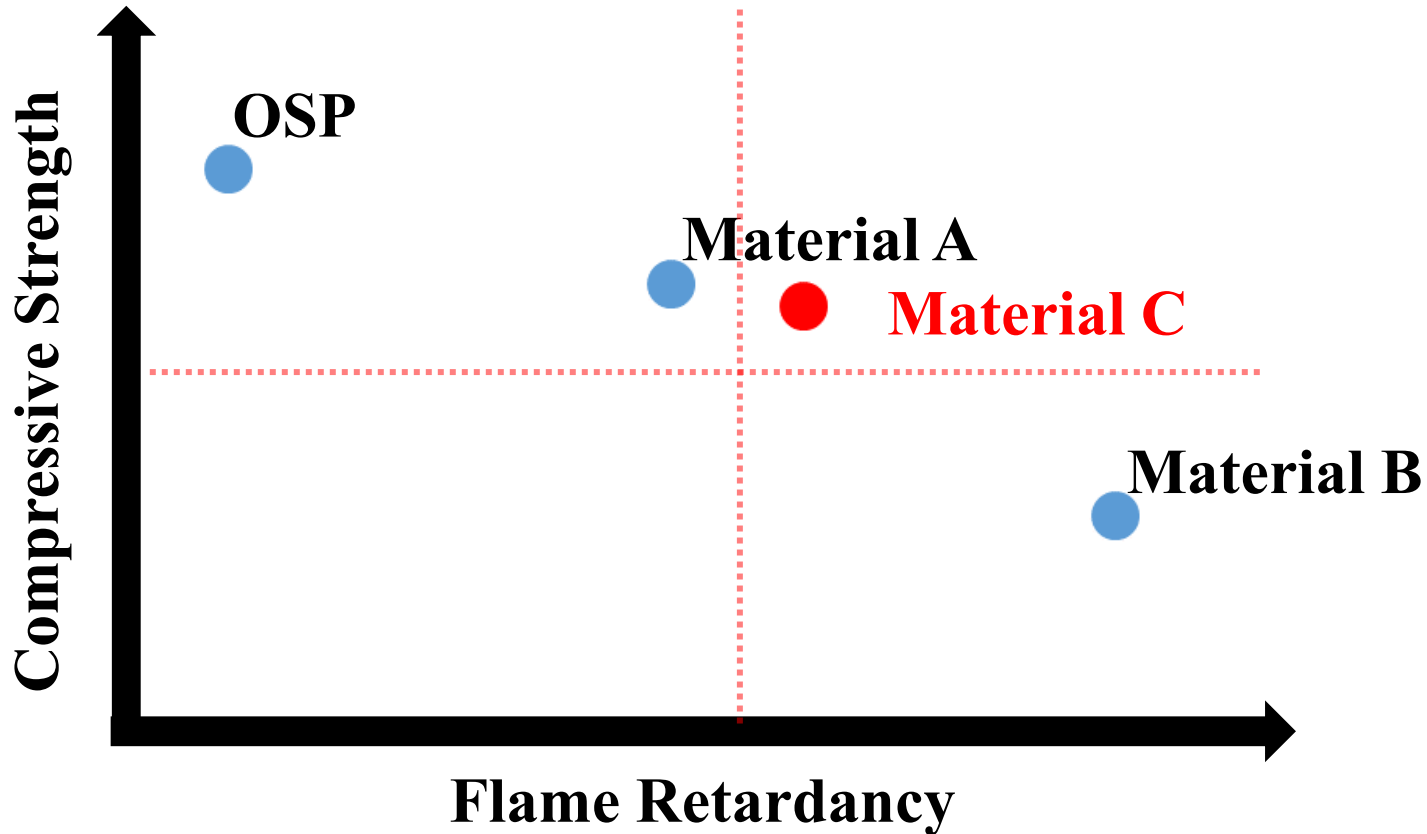 OSP
Material A
Material C
Material B
Compressive Strength
Flame Retardancy